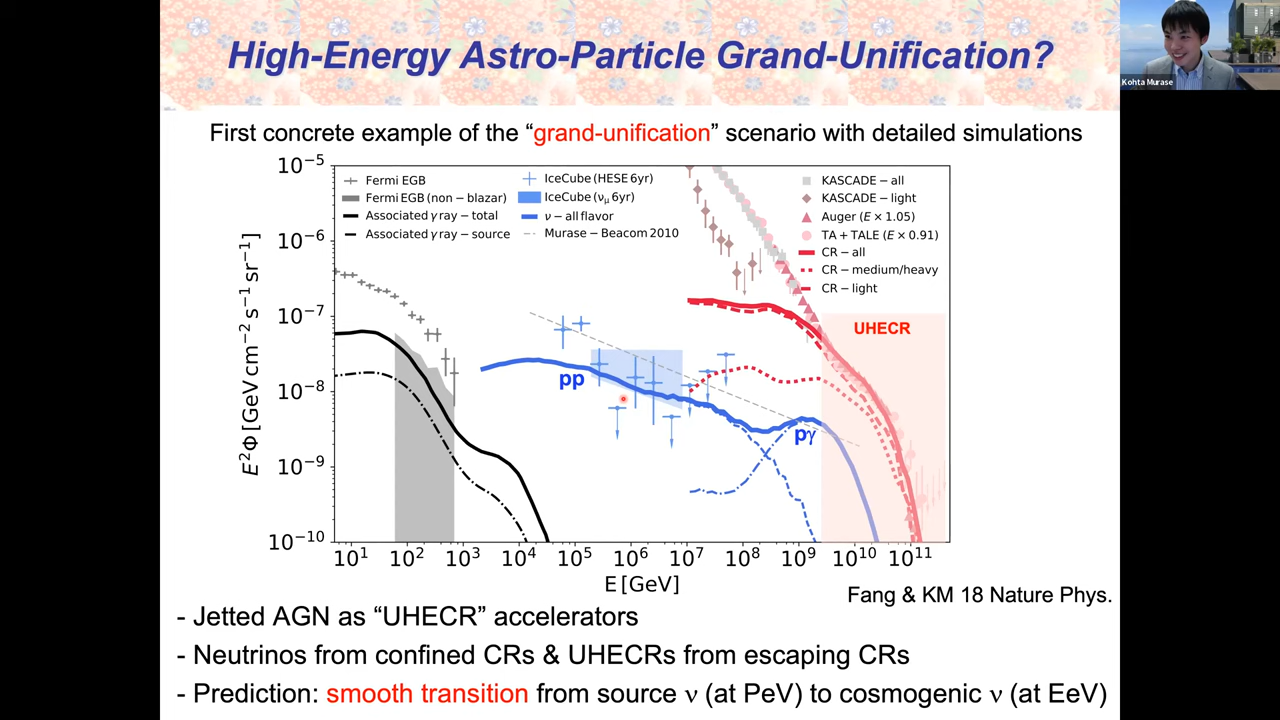 High-Energy Astro-Particle Grand-Unification?
Kohta Murase
First concrete example of the “grand-unification” scenario with detailed simulations
10⁻⁵
10⁻⁶
10⁻⁷
10⁻⁸
10⁻⁹
10⁻¹⁰
E²Φ [GeV cm⁻² s⁻¹ sr⁻¹]
Fermi EGB
Fermi EGB (non − blazar)
Associated γ ray − total
Associated γ ray − source
IceCube (HESE 6yr)
IceCube (νμ 6yr)
ν − all flavor
Murase − Beacom 2010
KASCADE − all
KASCADE − light
Auger (E × 1.05)
TA + TALE (E × 0.91)
CR − all
CR − medium/heavy
CR − light
UHECR
pp
pγ
10¹ 10² 10³ 10⁴ 10⁵ 10⁶ 10⁷ 10⁸ 10⁹ 10¹⁰ 10¹¹
E [GeV]
Fang & KM 18 Nature Phys.
- Jetted AGN as “UHECR” accelerators
- Neutrinos from confined CRs & UHECRs from escaping CRs
- Prediction: smooth transition from source ν (at PeV) to cosmogenic ν (at EeV)